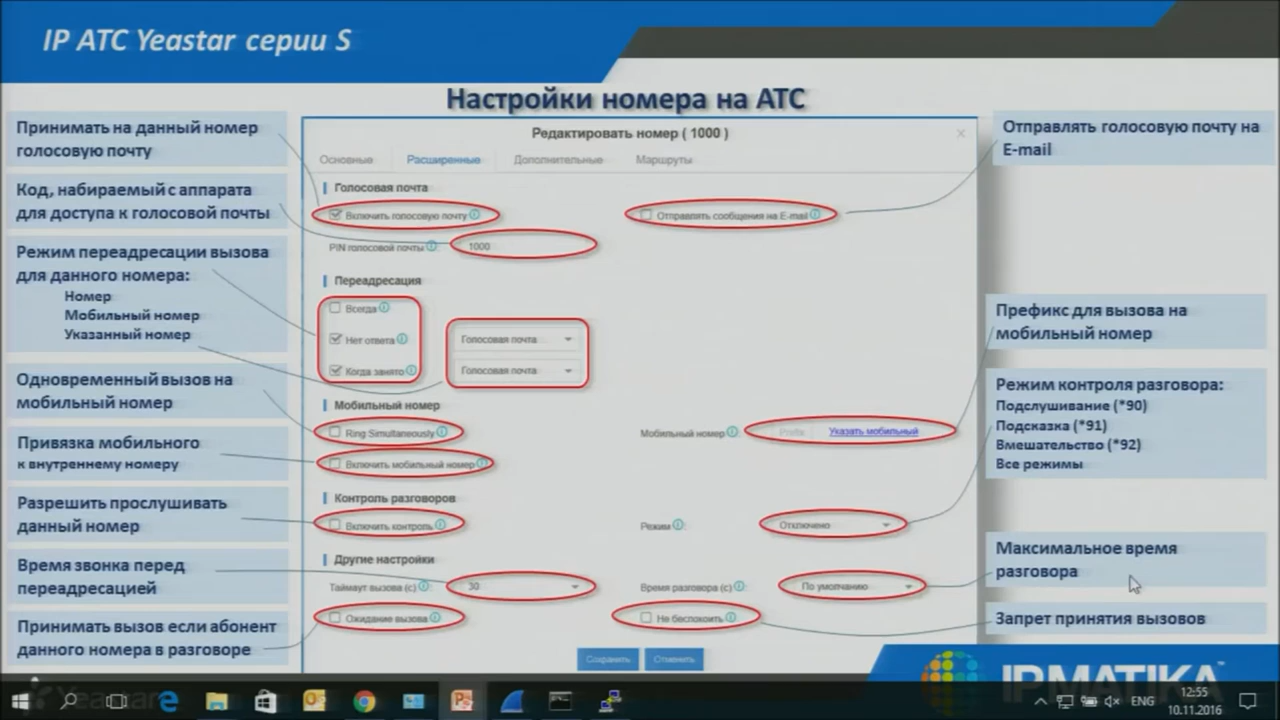 IP АТС Yeastar серии S
Настройки номера на АТС
Принимать на данный номер
голосовую почту
Код, набираемый с аппарата
для доступа к голосовой почты
Режим переадресации вызова
для данного номера:
Номер
Мобильный номер
Указанный номер
Одновременный вызов на
мобильный номер
Привязка мобильного
к внутреннему номеру
Разрешить прослушивать
данный номер
Время звонка перед
переадресацией
Принимать вызов если абонент
данного номера в разговоре
Редактировать номер ( 1000 )
×
Основные Расширенные Дополнительные Маршруты
Голосовая почта
Включить голосовую почту Отправлять сообщения на E-mail
PIN голосовой почты 1000
Переадресация
Всегда
Нет ответа Голосовая почта
Когда занято Голосовая почта
Мобильный номер
Ring Simultaneously Мобильный номер Prefix Указать мобильный
Включить мобильный номер
Контроль разговоров
Включить контроль Режим : Отключено
Другие настройки
Таймаут вызова (с) : 30 Время разговора (с) : По умолчанию
Ожидание вызова Не беспокоить
Сохранить Отменить
Отправлять голосовую почту на
E-mail
Префикс для вызова на
мобильный номер
Режим контроля разговора:
Подслушивание (*90)
Подсказка (*91)
Вмешательство (*92)
Все режимы
Максимальное время
разговора
Запрет принятия вызовов
IPMATIKA™
Yeastar
ENG
12:55
10.11.2016